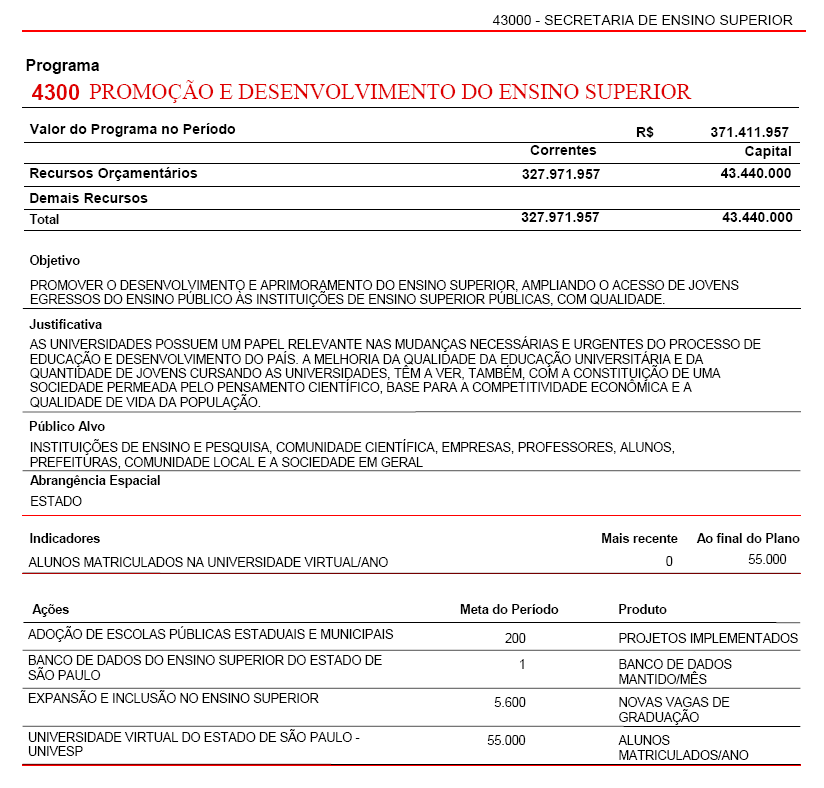 43000 - SECRETARIA DE ENSINO SUPERIOR
Programa
4300 PROMOÇÃO E DESENVOLVIMENTO DO ENSINO SUPERIOR
Valor do Programa no Período R$ 371.411.957
Correntes Capital
Recursos Orçamentários 327.971.957 43.440.000
Demais Recursos
Total 327.971.957 43.440.000
Objetivo
PROMOVER O DESENVOLVIMENTO E APRIMORAMENTO DO ENSINO SUPERIOR, AMPLIANDO O ACESSO DE JOVENS
EGRESSOS DO ENSINO PÚBLICO ÀS INSTITUIÇÕES DE ENSINO SUPERIOR PÚBLICAS, COM QUALIDADE.
Justificativa
AS UNIVERSIDADES POSSUEM UM PAPEL RELEVANTE NAS MUDANÇAS NECESSÁRIAS E URGENTES DO PROCESSO DE
EDUCAÇÃO E DESENVOLVIMENTO DO PAÍS. A MELHORIA DA QUALIDADE DA EDUCAÇÃO UNIVERSITÁRIA E DA
QUANTIDADE DE JOVENS CURSANDO AS UNIVERSIDADES, TÊM A VER, TAMBÉM, COM A CONSTITUIÇÃO DE UMA
SOCIEDADE PERMEADA PELO PENSAMENTO CIENTÍFICO, BASE PARA A COMPETITIVIDADE ECONÔMICA E A
QUALIDADE DE VIDA DA POPULAÇÃO.
Público Alvo
INSTITUIÇÕES DE ENSINO E PESQUISA, COMUNIDADE CIENTÍFICA, EMPRESAS, PROFESSORES, ALUNOS,
PREFEITURAS, COMUNIDADE LOCAL E A SOCIEDADE EM GERAL
Abrangência Espacial
ESTADO
Indicadores Mais recente Ao final do Plano
ALUNOS MATRICULADOS NA UNIVERSIDADE VIRTUAL/ANO 0 55.000
Ações Meta do Período Produto
ADOÇÃO DE ESCOLAS PÚBLICAS ESTADUAIS E MUNICIPAIS 200 PROJETOS IMPLEMENTADOS
BANCO DE DADOS DO ENSINO SUPERIOR DO ESTADO DE 1 BANCO DE DADOS
SÃO PAULO MANTIDO/MÊS
EXPANSÃO E INCLUSÃO NO ENSINO SUPERIOR 5.600 NOVAS VAGAS DE
GRADUAÇÃO
UNIVERSIDADE VIRTUAL DO ESTADO DE SÃO PAULO - 55.000 ALUNOS
UNIVESP MATRICULADOS/ANO